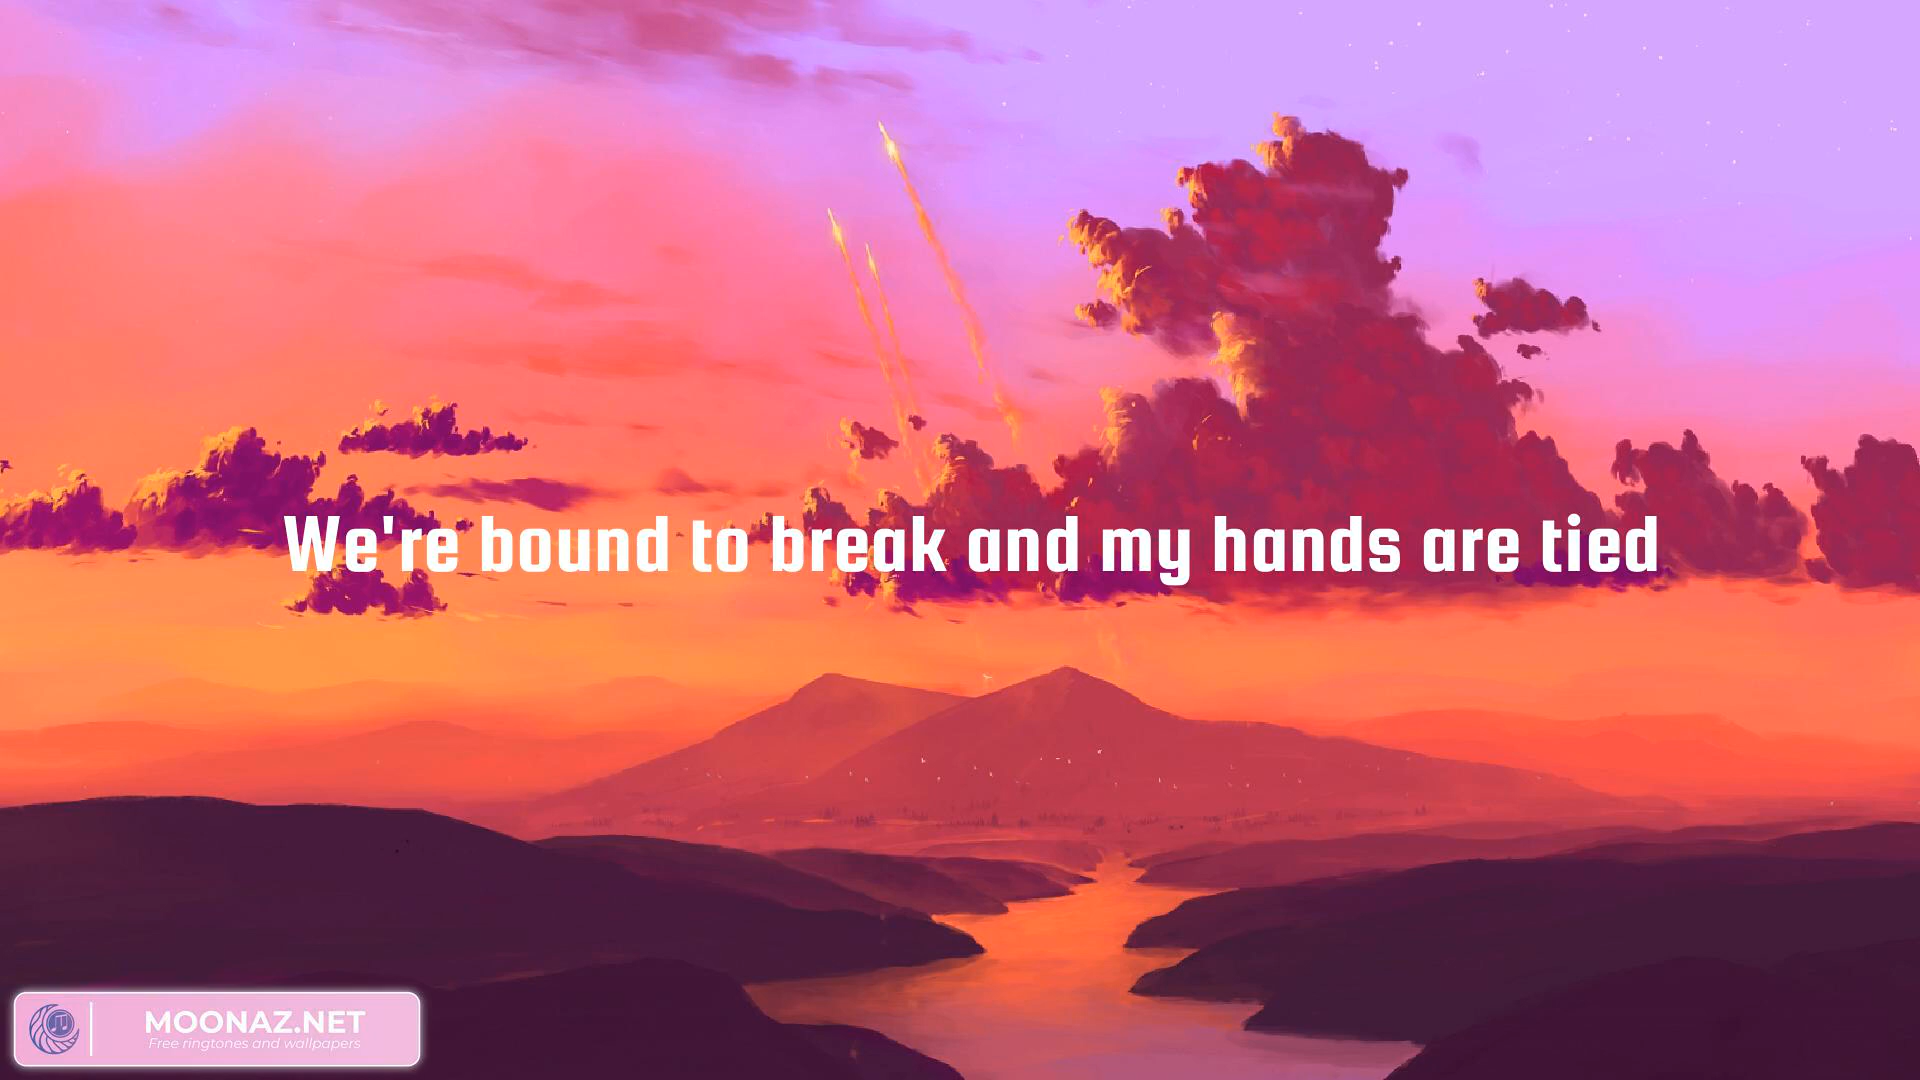 We're bound to break and my hands are tied
MOONAZ.NET
Free ringtones and wallpapers